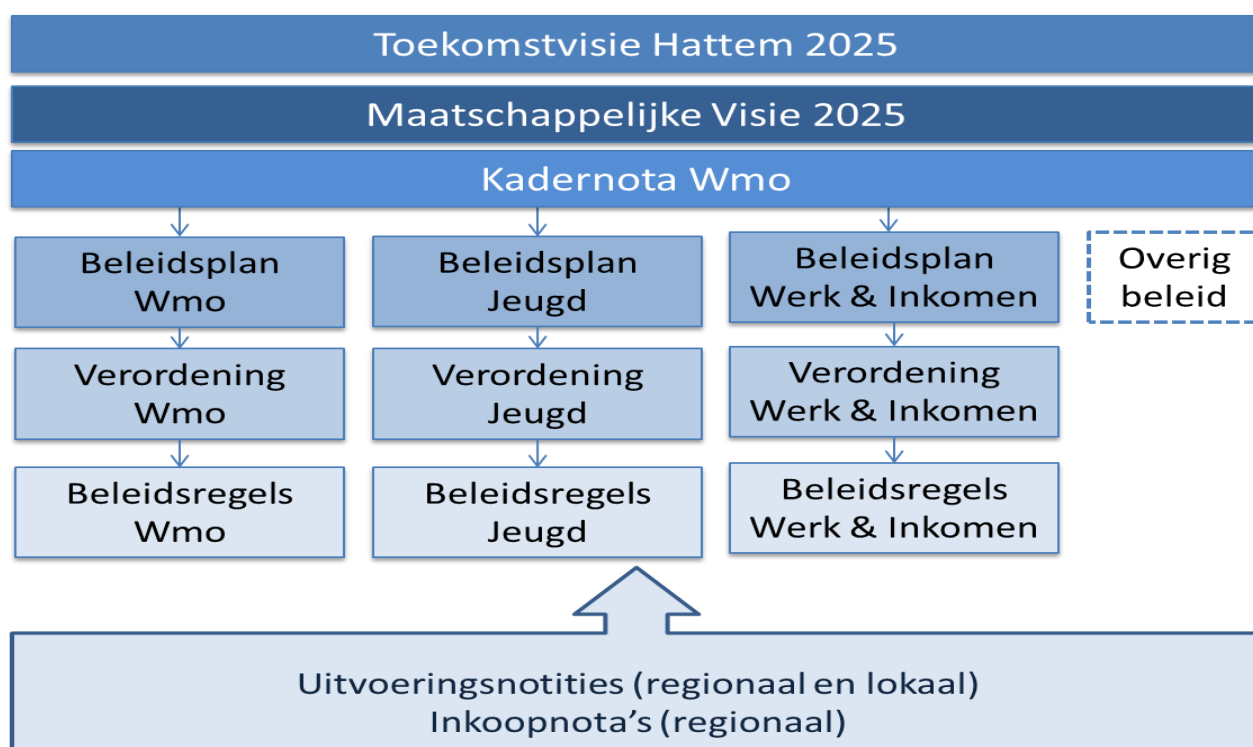 Toekomstvisie Hattem 2025
Maatschappelijke Visie 2025
Kadernota Wmo
Beleidsplan
Wmo
Beleidsplan
Jeugd
Beleidsplan
Werk & Inkomen
Overig
beleid
Verordening
Wmo
Verordening
Jeugd
Verordening
Werk & Inkomen
Beleidsregels
Wmo
Beleidsregels
Jeugd
Beleidsregels
Werk & Inkomen
Uitvoeringsnotities (regionaal en lokaal)
Inkoopnota’s (regionaal)